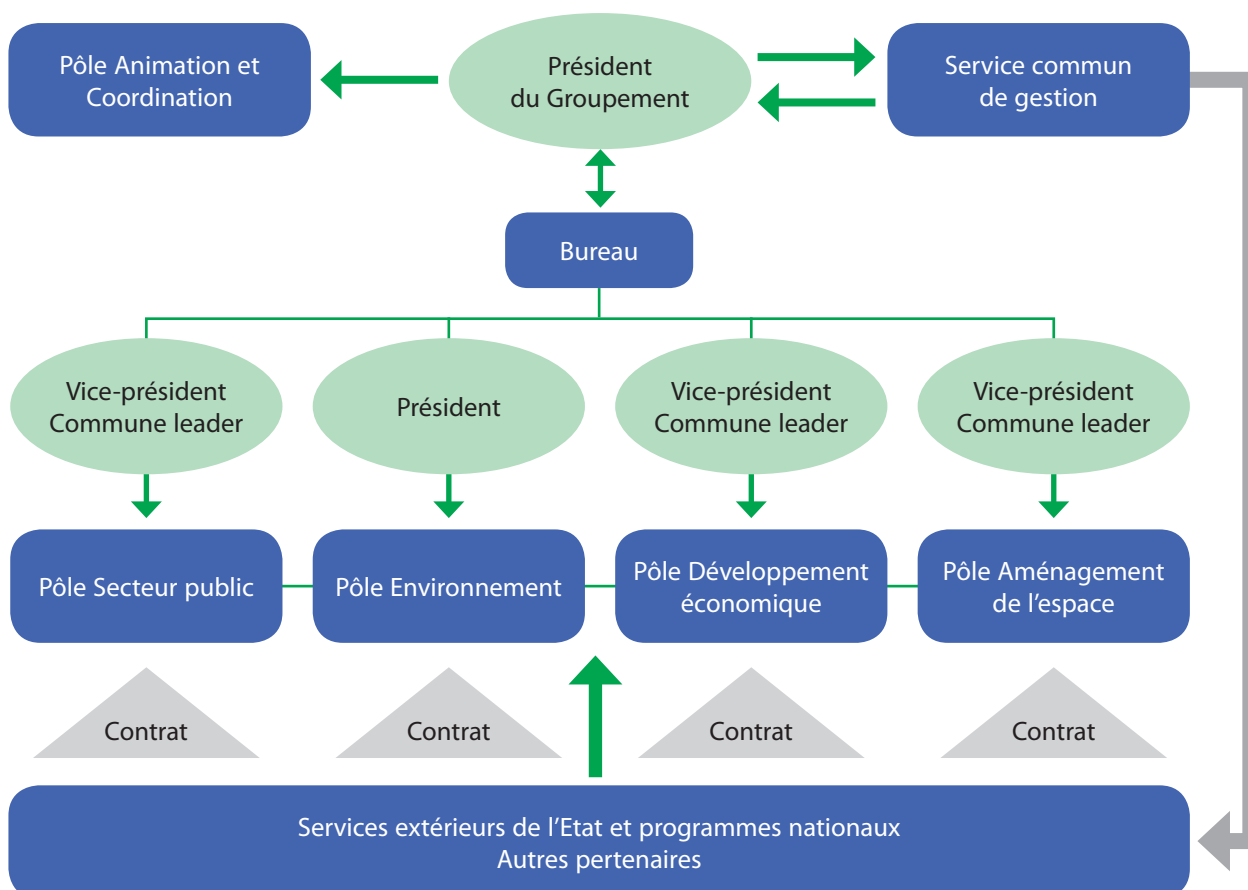 Pôle Animation et
Coordination
Président
du Groupement
Service commun
de gestion
Bureau
Vice-président
Commune leader
Président
Vice-président
Commune leader
Vice-président
Commune leader
Pôle Secteur public
Pôle Environnement
Pôle Développement
économique
Pôle Aménagement
de l'espace
Contrat
Contrat
Contrat
Contrat
Services extérieurs de l'Etat et programmes nationaux
Autres pertenaires